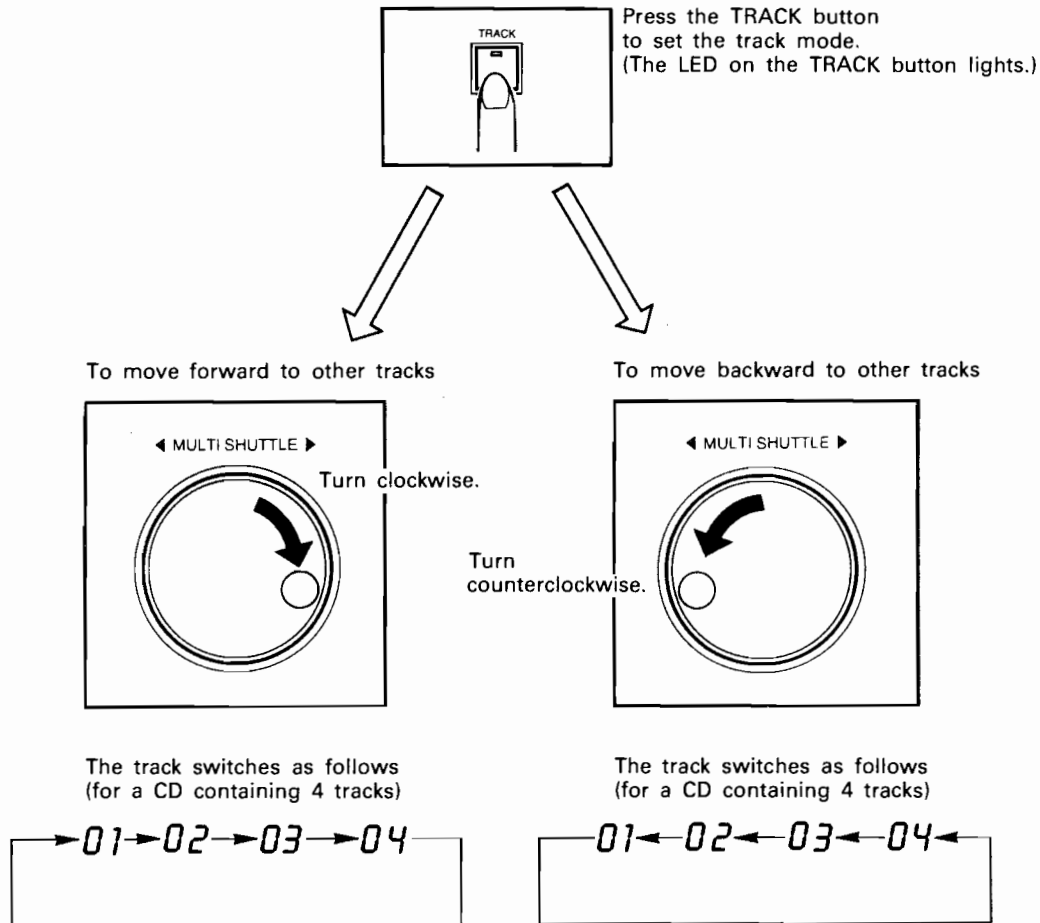 TRACK
Press the TRACK button
to set the track mode.
(The LED on the TRACK button lights.)
To move forward to other tracks
◀ MULTI SHUTTLE ▶
Turn clockwise.
The track switches as follows
(for a CD containing 4 tracks)
01→02→03→04
To move backward to other tracks
◀ MULTI SHUTTLE ▶
Turn
counterclockwise.
The track switches as follows
(for a CD containing 4 tracks)
01←02←03←04